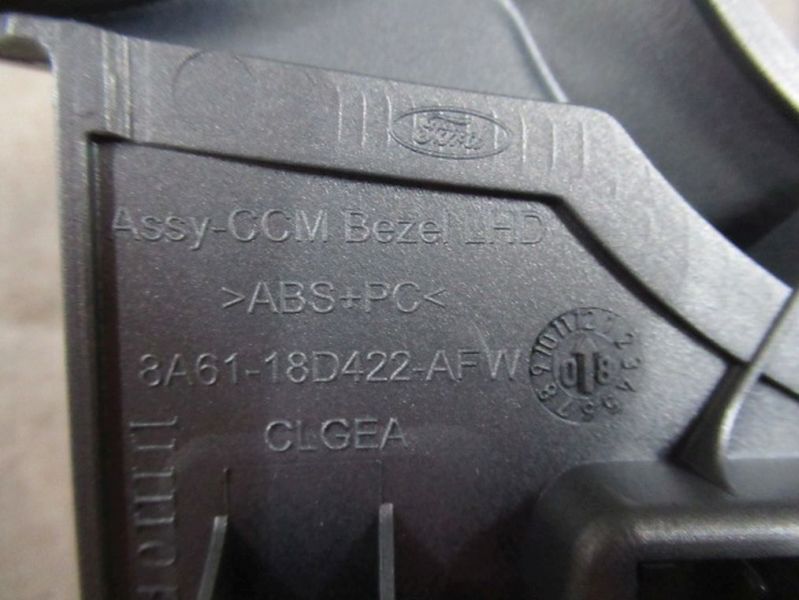 Ford
Assy-CCM Bezel LHD
>ABS+PC<
8A61-18D422-AFW
CLGEA